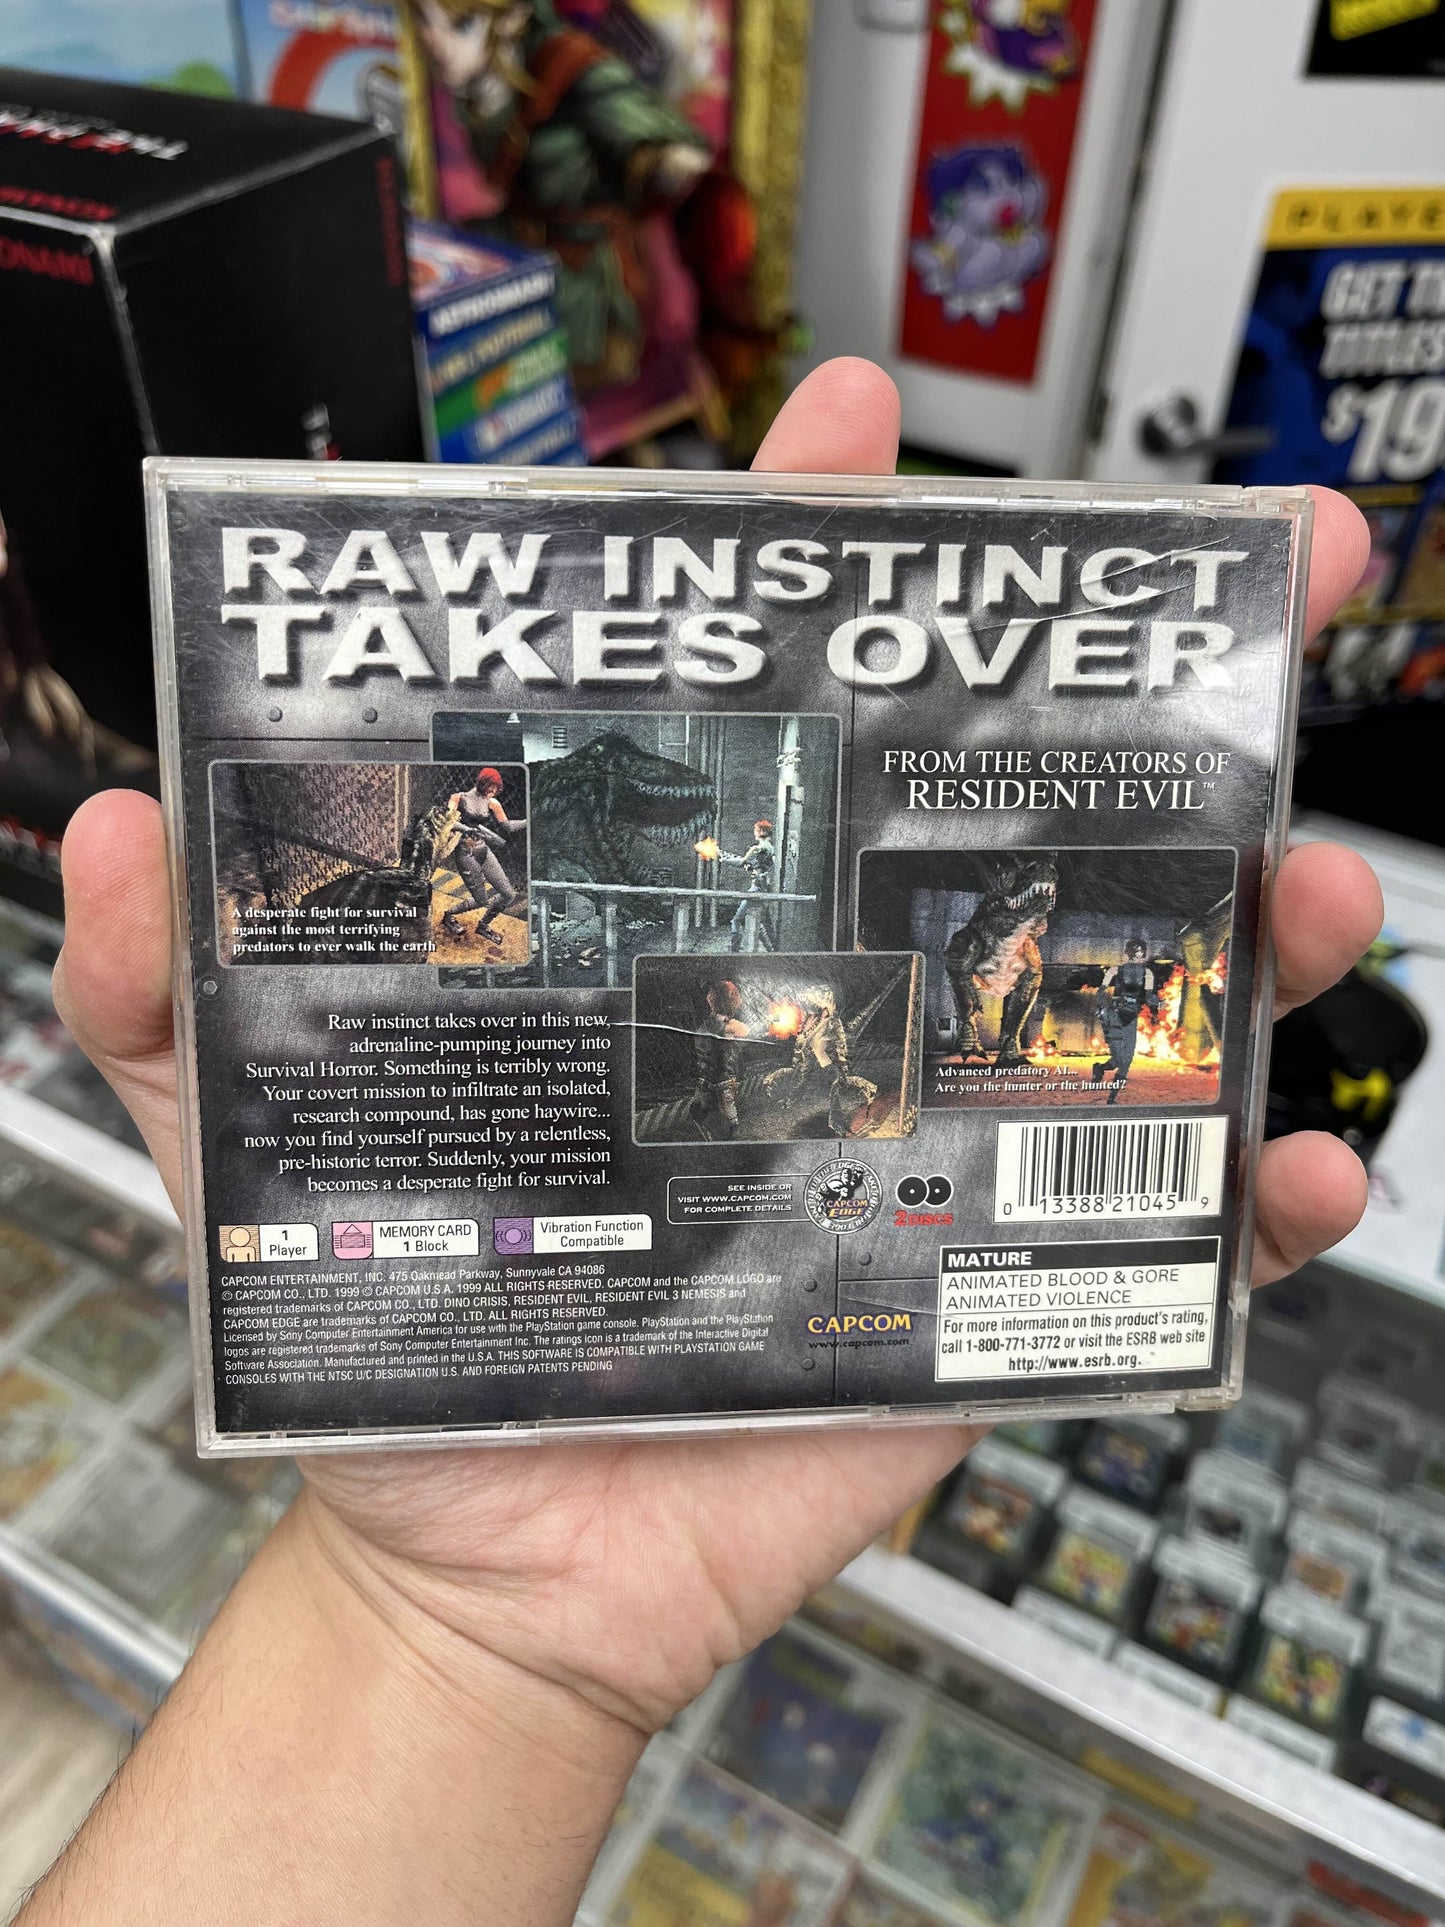 KONAMI
PLAYE
GET
TITLES
$19
RAW INSTINCT
TAKES OVER
FROM THE CREATORS OF
RESIDENT EVIL™
A desperate fight for survival
against the most terrifying
predators to ever walk the earth
Advanced predatory AI...
Are you the hunter or the hunted?
Raw instinct takes over in this new,
adrenaline-pumping journey into
Survival Horror. Something is terribly wrong.
Your covert mission to infiltrate an isolated,
research compound, has gone haywire...
now you find yourself pursued by a relentless,
pre-historic terror. Suddenly, your mission
becomes a desperate fight for survival.
SEE INSIDE OR
VISIT WWW.CAPCOM.COM
FOR COMPLETE DETAILS
CAPCOM
EDGE
2 DISCS
0 13388 21045 9
1
Player
MEMORY CARD
1 Block
Vibration Function
Compatible
CAPCOM ENTERTAINMENT, INC. 475 Oakmead Parkway, Sunnyvale CA 94086
© CAPCOM CO., LTD. 1999 © CAPCOM U.S.A. 1999 ALL RIGHTS RESERVED. CAPCOM and the CAPCOM LOGO are
registered trademarks of CAPCOM CO., LTD. DINO CRISIS, RESIDENT EVIL, RESIDENT EVIL 3 NEMESIS and
CAPCOM EDGE are trademarks of CAPCOM CO., LTD. ALL RIGHTS RESERVED.
Licensed by Sony Computer Entertainment America for use with the PlayStation game console. PlayStation and the PlayStation
logos are registered trademarks of Sony Computer Entertainment Inc. The ratings icon is a trademark of the Interactive Digital
Software Association. Manufactured and printed in the U.S.A. THIS SOFTWARE IS COMPATIBLE WITH PLAYSTATION GAME
CONSOLES WITH THE NTSC U/C DESIGNATION U.S. AND FOREIGN PATENTS PENDING
CAPCOM
www.capcom.com
MATURE
ANIMATED BLOOD & GORE
ANIMATED VIOLENCE
For more information on this product's rating,
call 1-800-771-3772 or visit the ESRB web site
http://www.esrb.org.